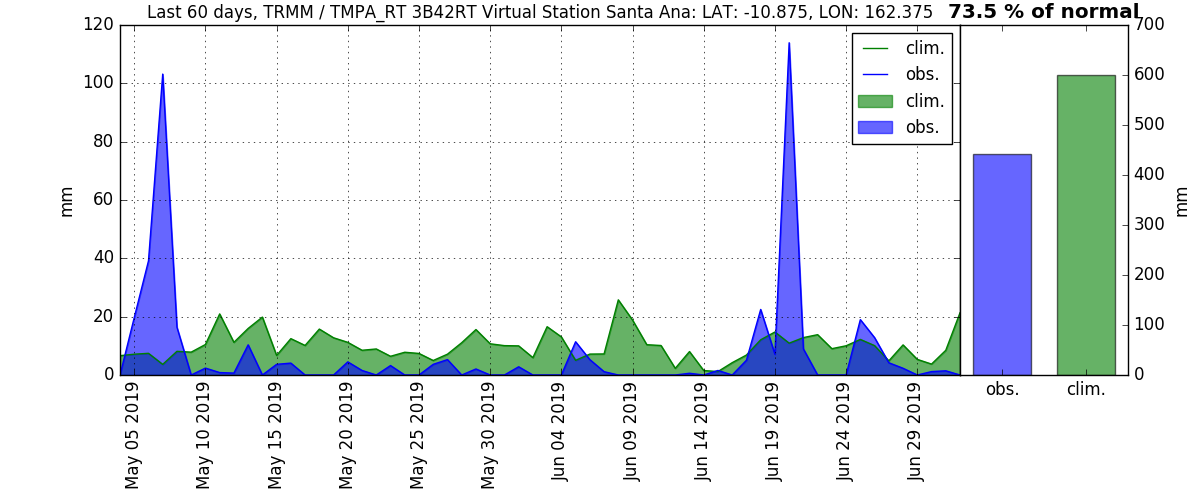 Last 60 days, TRMM / TMPA_RT 3B42RT Virtual Station Santa Ana: LAT: -10.875, LON: 162.375
73.5 % of normal
120
100
80
60
40
20
0
mm
clim.
obs.
clim.
obs.
May 05 2019
May 10 2019
May 15 2019
May 20 2019
May 25 2019
May 30 2019
Jun 04 2019
Jun 09 2019
Jun 14 2019
Jun 19 2019
Jun 24 2019
Jun 29 2019
700
600
500
400
300
200
100
0
mm
obs.
clim.